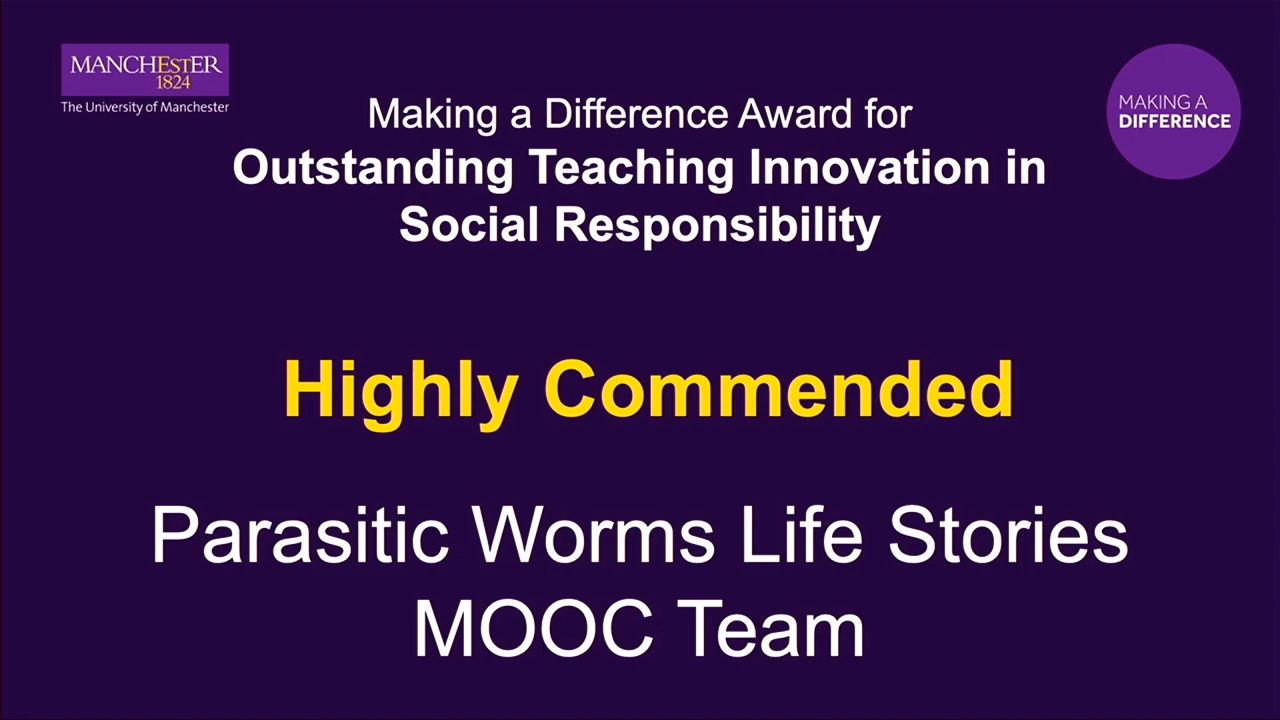 MANCHESTER
1824
The University of Manchester
MAKING A
DIFFERENCE
Making a Difference Award for
Outstanding Teaching Innovation in
Social Responsibility
Highly Commended
Parasitic Worms Life Stories
MOOC Team